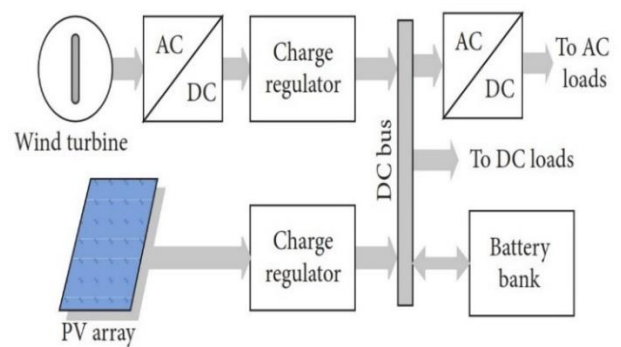 AC
DC
Charge
regulator
AC
DC
To AC
loads
Wind turbine
DC bus
To DC loads
Charge
regulator
Battery
bank
PV array